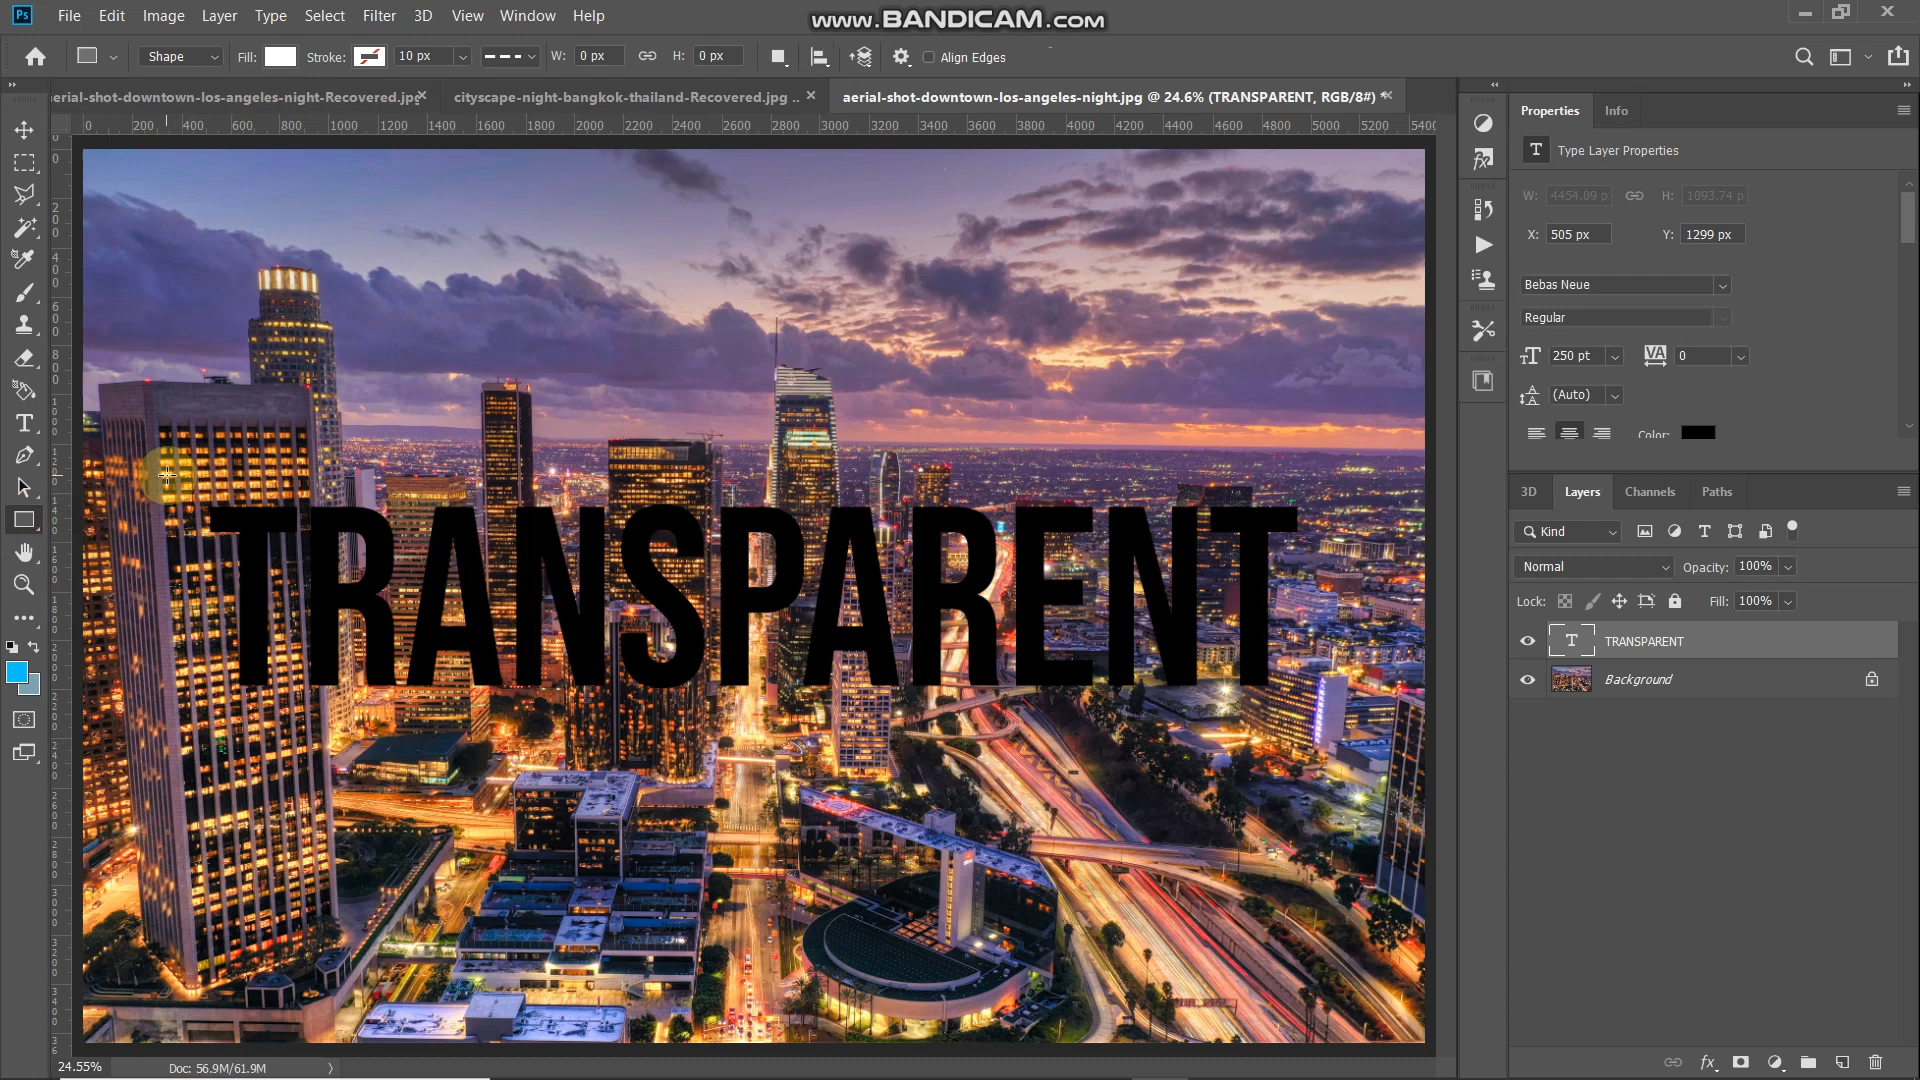 Ps File Edit Image Layer Type Select Filter 3D View Window Help
www.BANDICAM.com
Shape Fill: Stroke: 10 px W: 0 px H: 0 px Align Edges
aerial-shot-downtown-los-angeles-night-Recovered.jpg cityscape-night-bangkok-thailand-Recovered.jpg .. aerial-shot-downtown-los-angeles-night.jpg @ 24.6% (TRANSPARENT, RGB/8#) *
0 200 400 600 800 1000 1200 1400 1600 1800 2000 2200 2400 2600 2800 3000 3200 3400 3600 3800 4000 4200 4400 4600 4800 5000 5200 5400
Properties Info
T Type Layer Properties
W: 4454.09 p H: 1093.74 p
X: 505 px Y: 1299 px
Bebas Neue
Regular
250 pt VA 0
(Auto)
Color:
TRANSPARENT
3D Layers Channels Paths
Kind
Normal Opacity: 100%
Lock: Fill: 100%
T TRANSPARENT
Background
24.55% Doc: 56.9M/61.9M